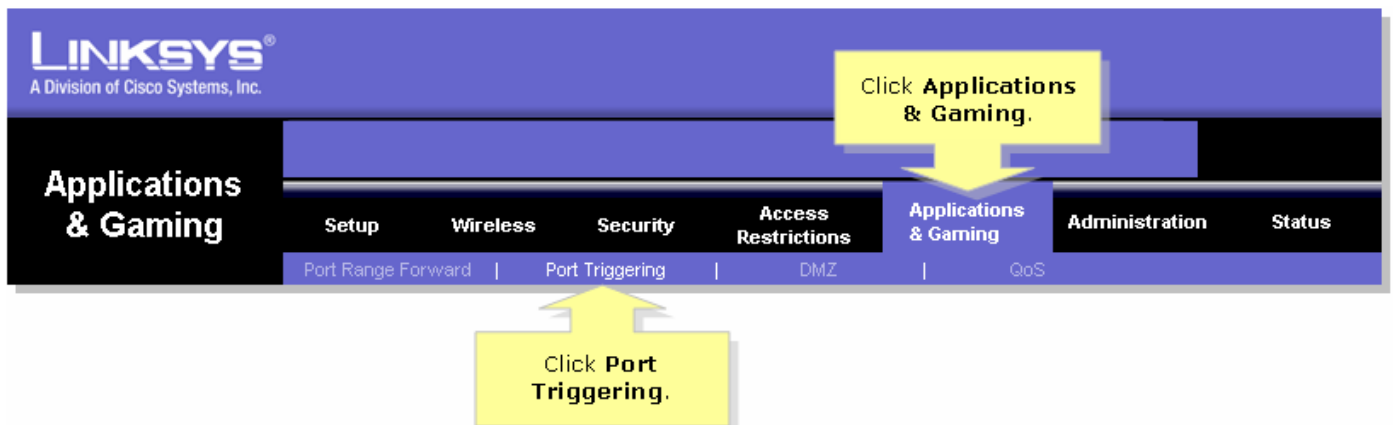 LINKSYS®
A Division of Cisco Systems, Inc.
Click Applications
& Gaming.
Applications
& Gaming
Setup Wireless Security Access Restrictions Applications & Gaming Administration Status
Port Range Forward | Port Triggering | DMZ | QoS
Click Port
Triggering.